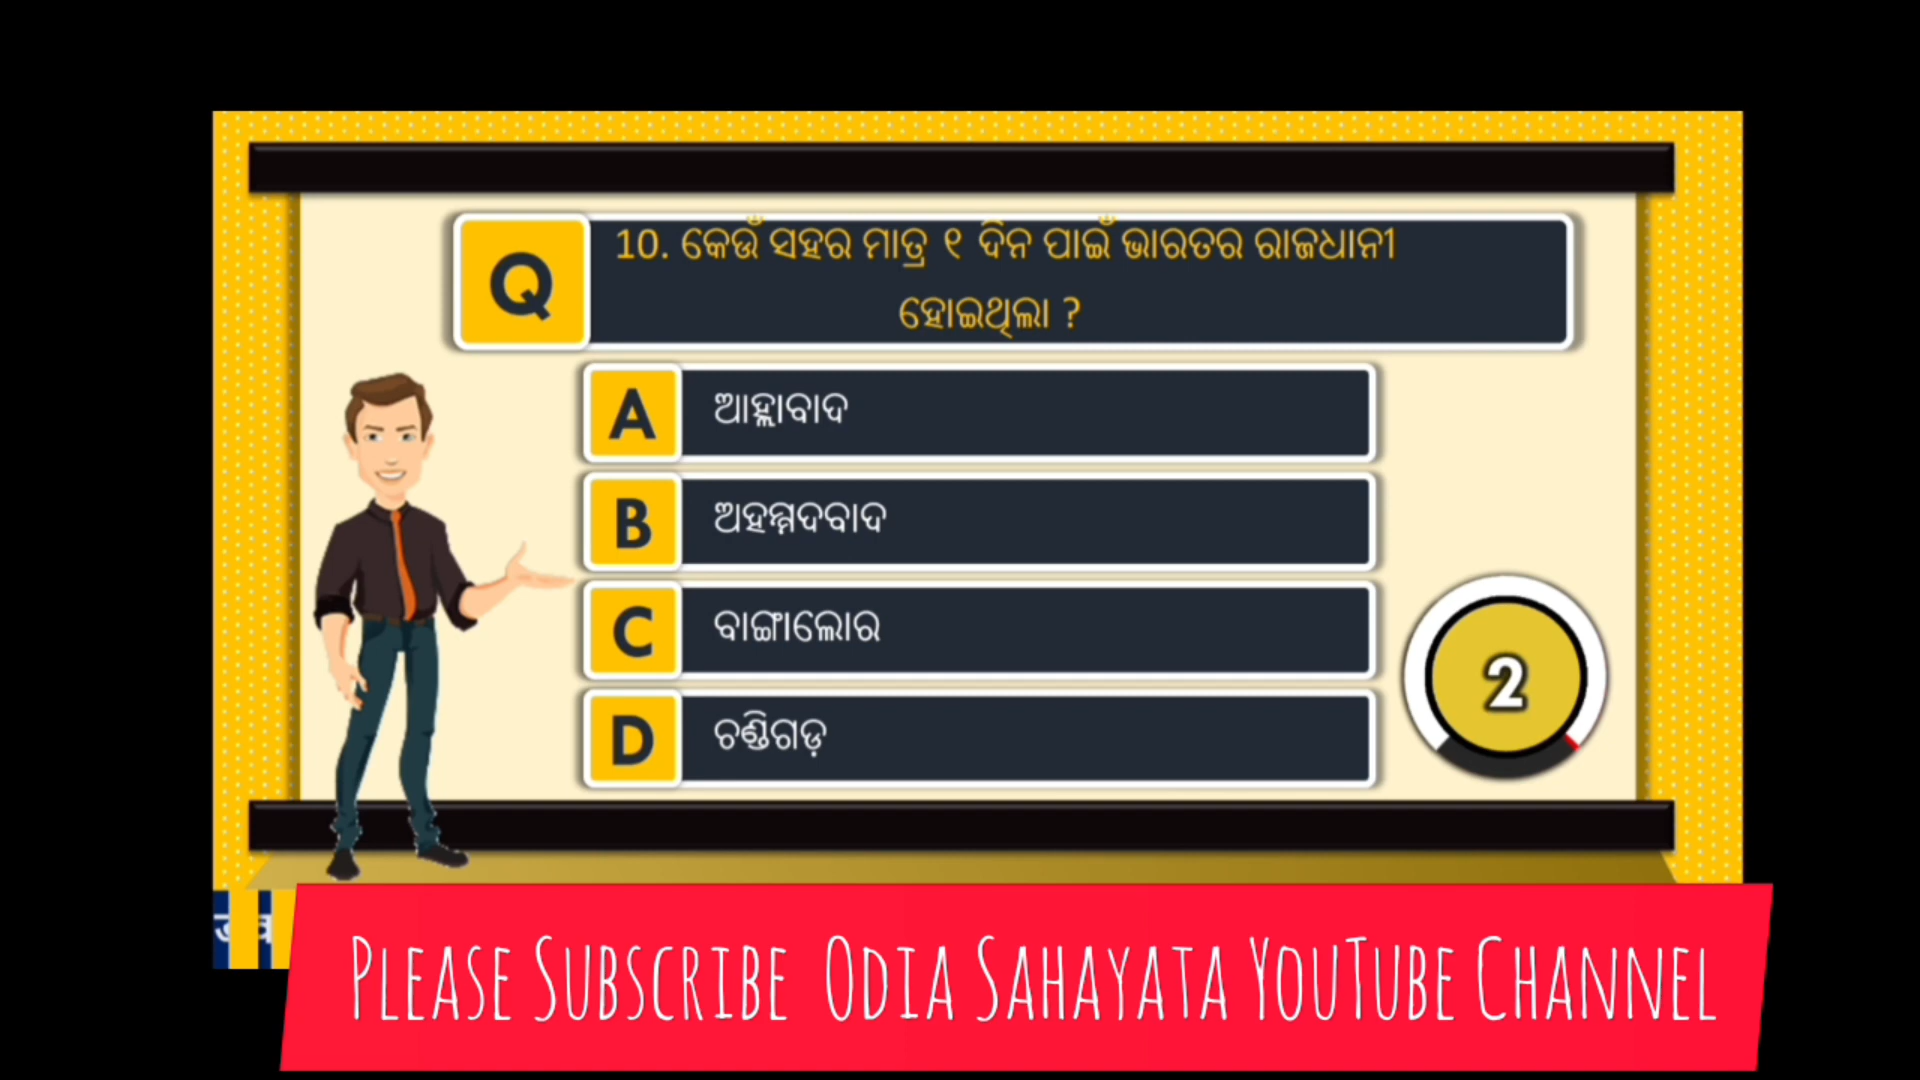 Q
10. କେଉଁ ସହର ମାତ୍ର ୧ ଦିନ ପାଇଁ ଭାରତର ରାଜଧାନୀ
ହୋଇଥିଲା ?
A ଆହ୍ଲାବାଦ
B ଅହମ୍ମଦବାଦ
C ବାଙ୍ଗାଲୋର
D ଚଣ୍ଡିଗଡ଼
2
PLEASE SUBSCRIBE ODIA SAHAYATA YOUTUBE CHANNEL